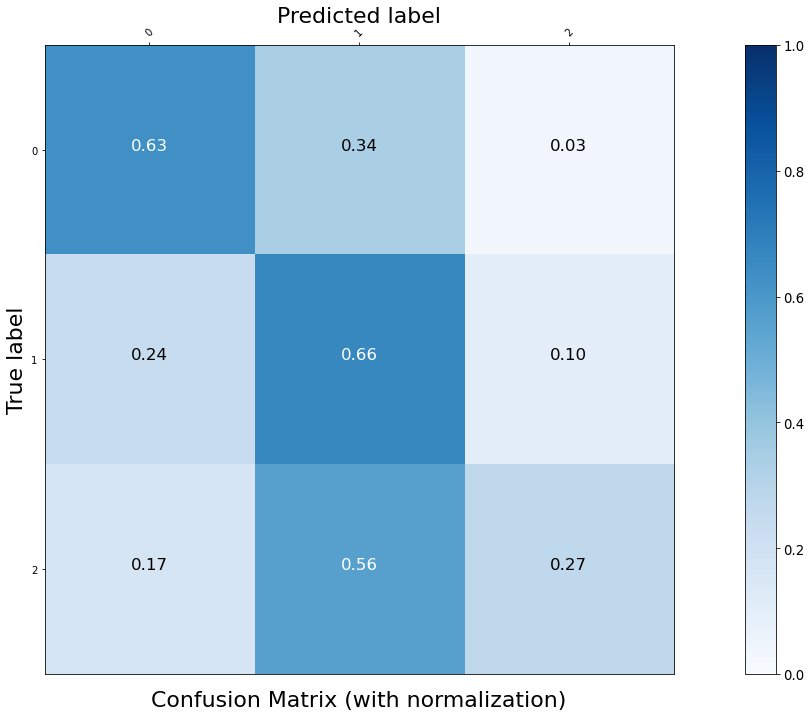 Predicted label
0 1 2
1.0
0 0.63 0.34 0.03
0.8
0.6
True label
1 0.24 0.66 0.10
0.4
2 0.17 0.56 0.27
0.2
0.0
Confusion Matrix (with normalization)